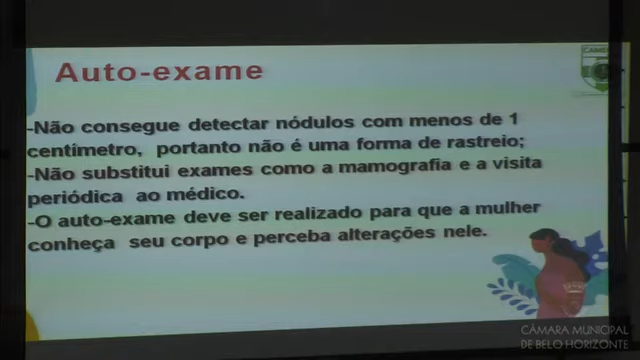 Auto-exame
-Não consegue detectar nódulos com menos de 1
centímetro, portanto não é uma forma de rastreio;
-Não substitui exames como a mamografia e a visita
periódica ao médico.
-O auto-exame deve ser realizado para que a mulher
conheça seu corpo e perceba alterações nele.
CÂMARA MUNICIPAL
DE BELO HORIZONTE